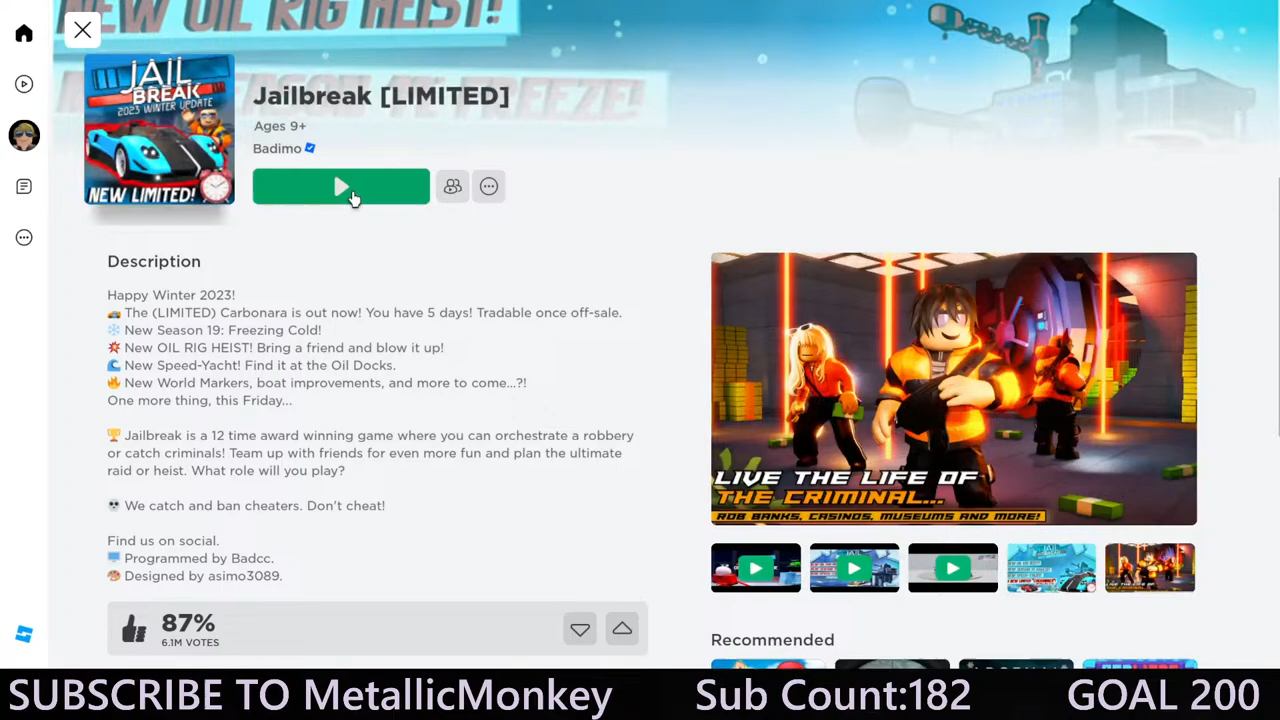 NEW OIL RIG HEIST!
JAIL
BREAK
2023 WINTER UPDATE
NEW LIMITED!
Jailbreak [LIMITED]
Ages 9+
Badimo
Description
Happy Winter 2023!
🚗 The (LIMITED) Carbonara is out now! You have 5 days! Tradable once off-sale.
❄️ New Season 19: Freezing Cold!
💥 New OIL RIG HEIST! Bring a friend and blow it up!
🌊 New Speed-Yacht! Find it at the Oil Docks.
🔥 New World Markers, boat improvements, and more to come...?!
One more thing, this Friday...
🏆 Jailbreak is a 12 time award winning game where you can orchestrate a robbery
or catch criminals! Team up with friends for even more fun and plan the ultimate
raid or heist. What role will you play?
💀 We catch and ban cheaters. Don't cheat!
Find us on social.
🖥️ Programmed by Badcc.
🎨 Designed by asimo3089.
87%
6.1M VOTES
LIVE THE LIFE OF
THE CRIMINAL...
ROB BANKS, CASINOS, MUSEUMS AND MORE!
Recommended
SUBSCRIBE TO MetallicMonkey
Sub Count:182
GOAL 200